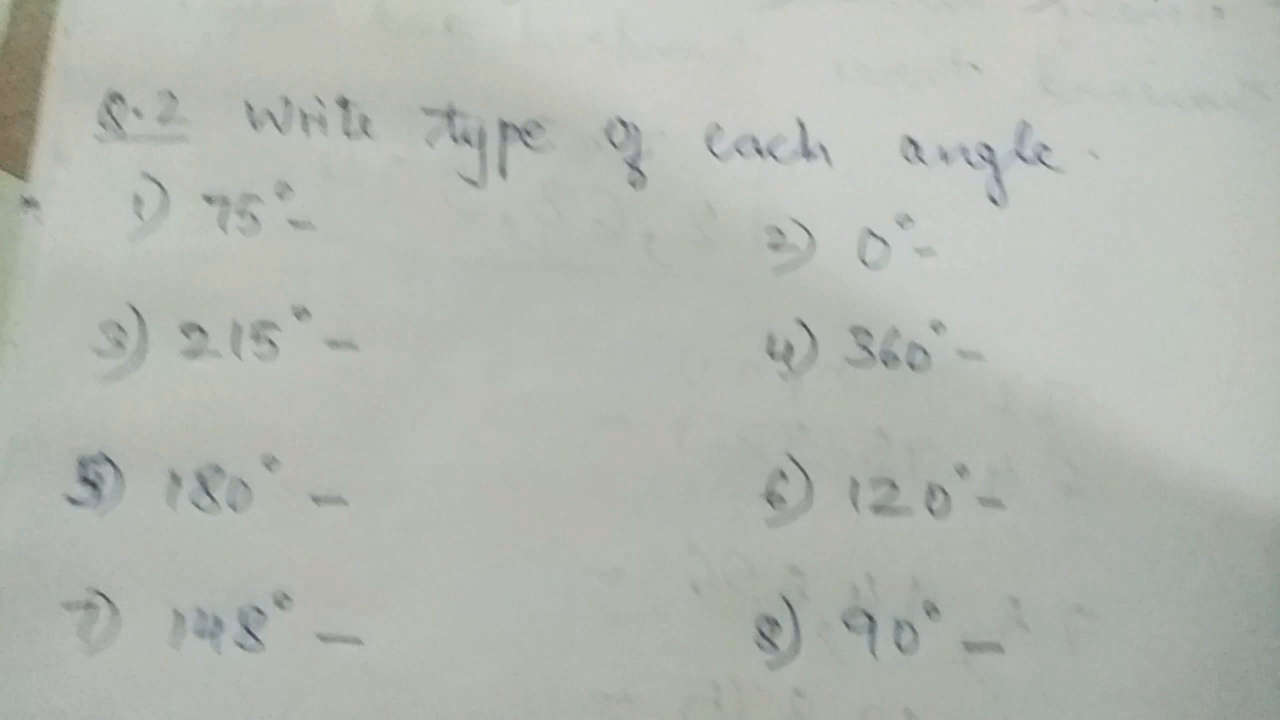 Q.2 Write type of each angle.
1) 75° - 2) 0° -
3) 215° - 4) 360° -
5) 180° - 6) 120° -
7) 148° - 8) 90° -